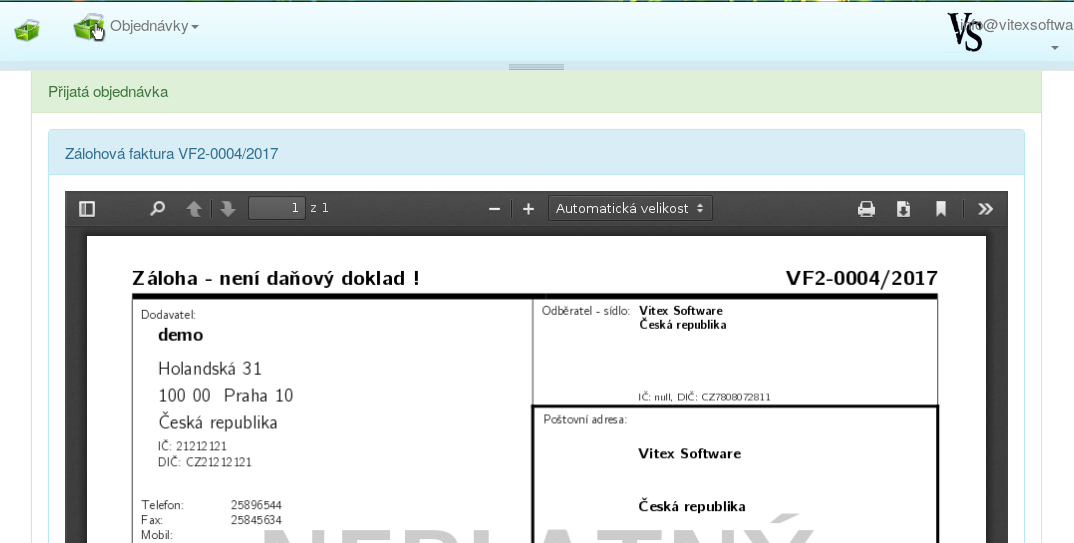 Objednávky
VS
info@vitexsoftwa
Přijatá objednávka
Zálohová faktura VF2-0004/2017
1 z 1
Automatická velikost
Záloha - není daňový doklad !
VF2-0004/2017
Dodavatel:
demo
Holandská 31
100 00 Praha 10
Česká republika
IČ: 21212121
DIČ: CZ21212121
Telefon: 25896544
Fax: 25845634
Mobil:
Odběratel - sídlo: Vitex Software
Česká republika
IČ: null, DIČ: CZ7808072811
Poštovní adresa:
Vitex Software
Česká republika
NEPLATNÝ